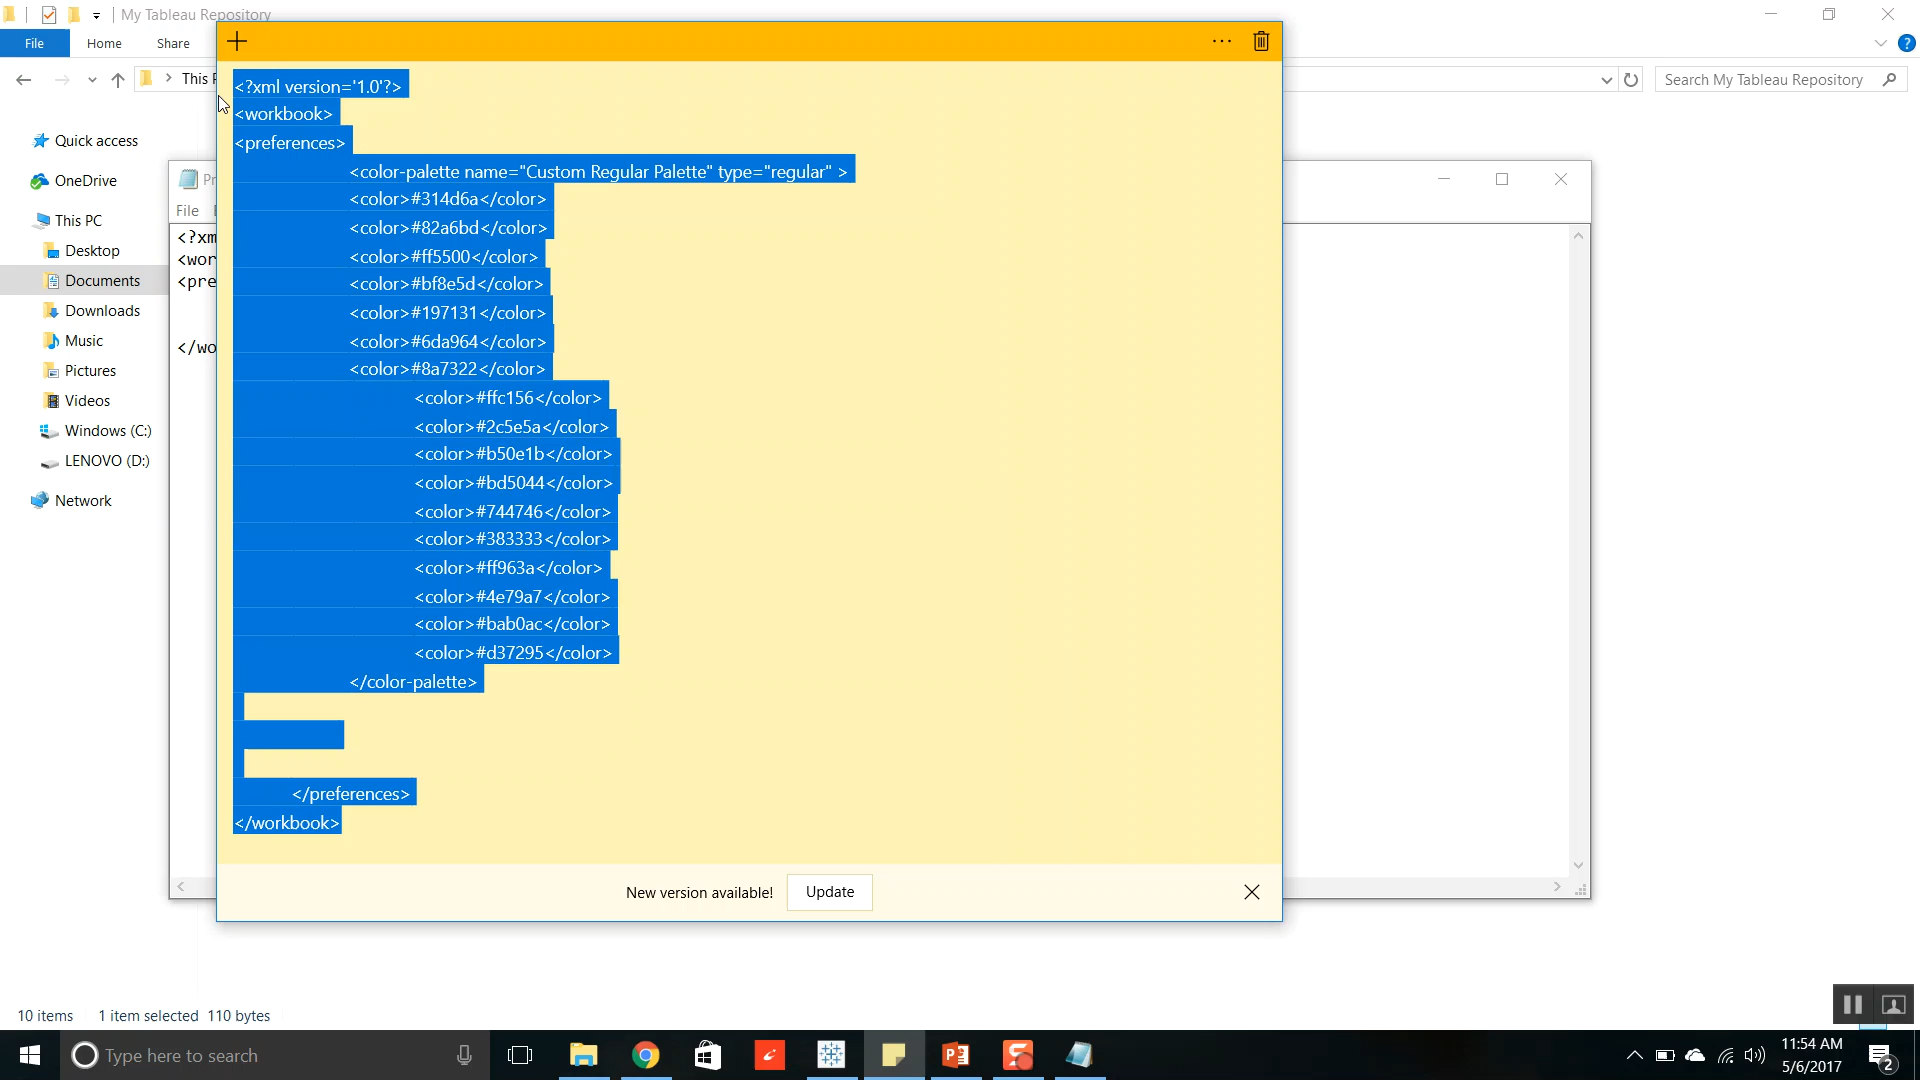 My Tableau Repository
File
Home
Share
This P
Search My Tableau Repository
Quick access
OneDrive
This PC
Desktop
Documents
Downloads
Music
Pictures
Videos
Windows (C:)
LENOVO (D:)
Network
Pr
File
<?xm
<wor
<pre
</wo
<?xml version='1.0'?>
<workbook>
<preferences>
<color-palette name="Custom Regular Palette" type="regular" >
<color>#314d6a</color>
<color>#82a6bd</color>
<color>#ff5500</color>
<color>#bf8e5d</color>
<color>#197131</color>
<color>#6da964</color>
<color>#8a7322</color>
<color>#ffc156</color>
<color>#2c5e5a</color>
<color>#b50e1b</color>
<color>#bd5044</color>
<color>#744746</color>
<color>#383333</color>
<color>#ff963a</color>
<color>#4e79a7</color>
<color>#bab0ac</color>
<color>#d37295</color>
</color-palette>
</preferences>
</workbook>
New version available!
Update
10 items
1 item selected 110 bytes
Type here to search
11:54 AM
5/6/2017
2